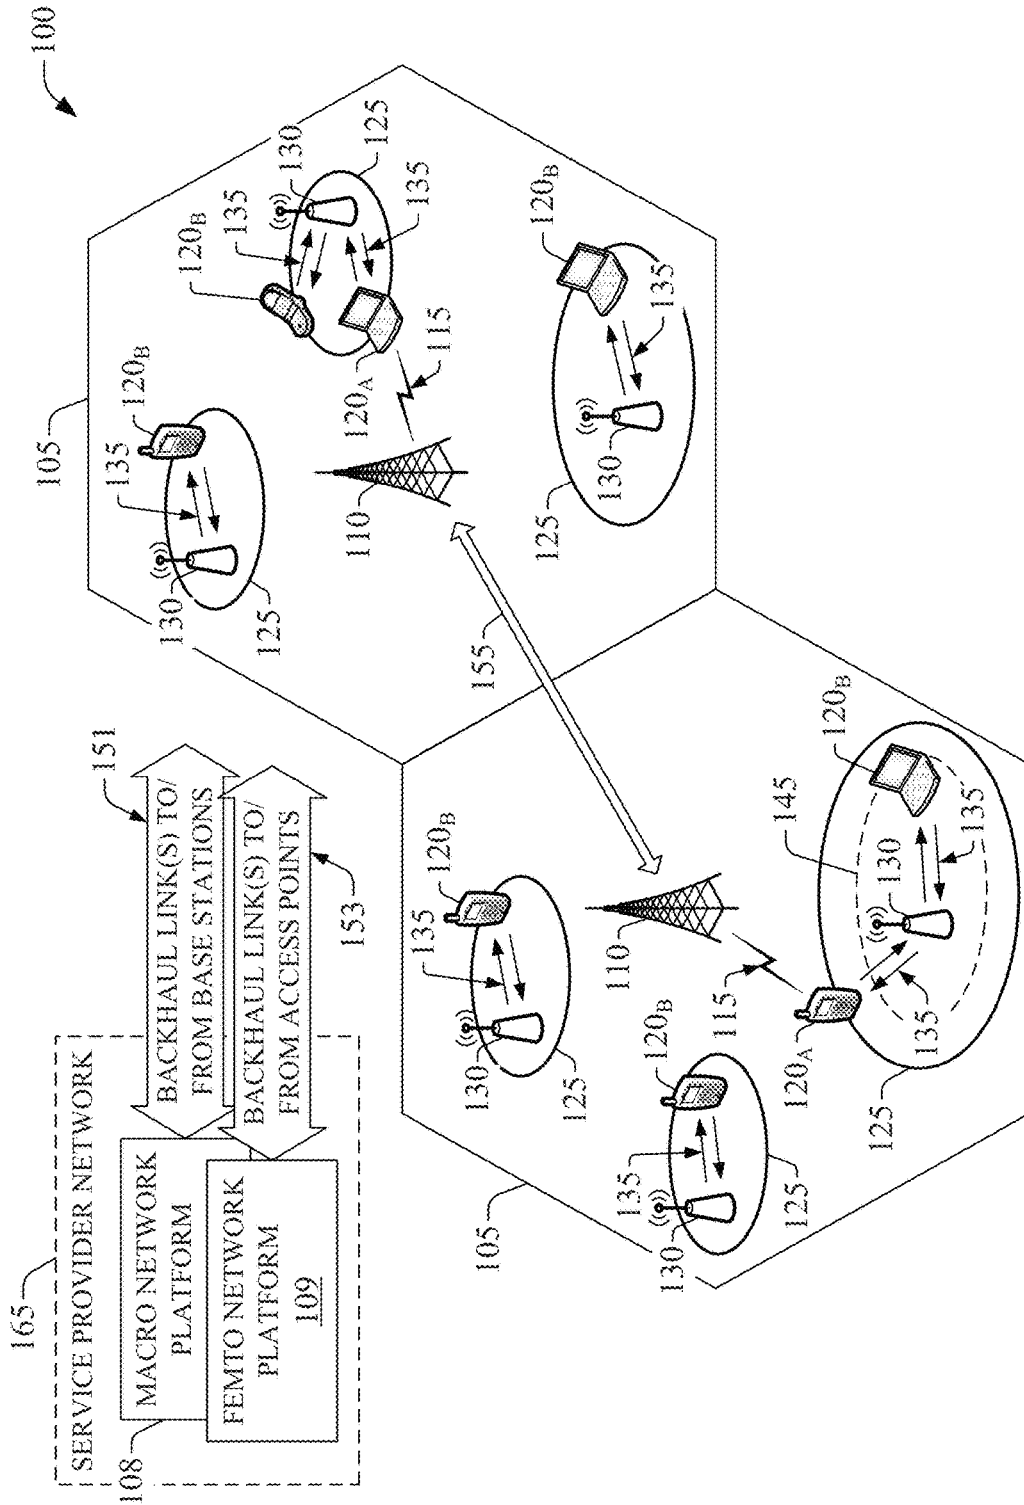 100
165
SERVICE PROVIDER NETWORK
108
MACRO NETWORK
PLATFORM
FEMTO NETWORK
PLATFORM
109
151
BACKHAUL LINK(S) TO/
FROM BASE STATIONS
BACKHAUL LINK(S) TO/
FROM ACCESS POINTS
153
105
135
120B
130
125
120B
135
130
125
135
120A
115
110
155
120B
135
130
125
105
120B
135
130
125
110
115
120B
135
130
125
145
120B
130
135
135
120A
125